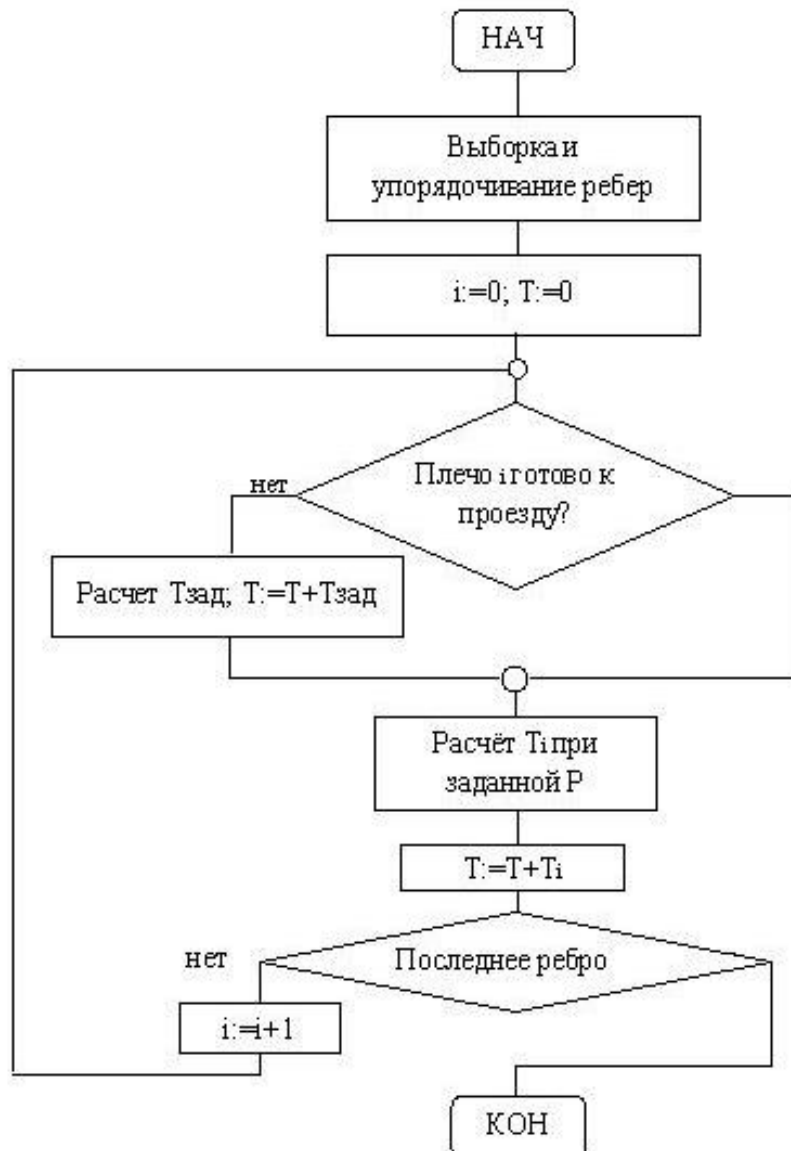 НАЧ
Выборка и
упорядочивание ребер
i:=0; T:=0
Плечо i готово к
проезду?
нет
Расчет Tзад; T:=T+Tзад
Расчёт Ti при
заданной P
T:=T+Ti
Последнее ребро
нет
i:=i+1
КОН